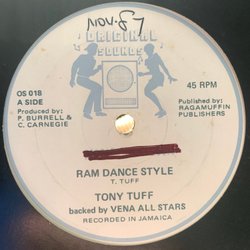 Nov. 87
ORIGINAL
SOUNDS
OS 018
A SIDE
45 RPM
Produced by:
P. BURRELL &
C. CARNEGIE
Published by:
RAGAMUFFIN
PUBLISHERS
RAM DANCE STYLE
T. TUFF
TONY TUFF
backed by VENA ALL STARS
RECORDED IN JAMAICA